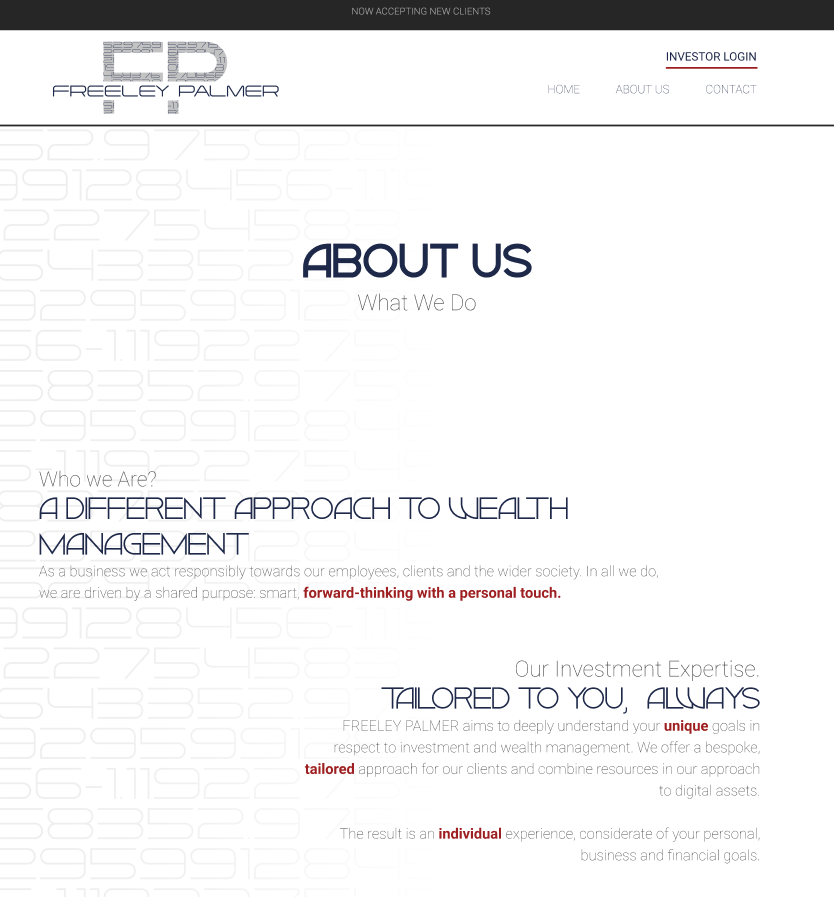 NOW ACCEPTING NEW CLIENTS
FP
FREELEY PALMER
INVESTOR LOGIN
HOME ABOUT US CONTACT
ABOUT US
What We Do
Who we Are?
A DIFFERENT APPROACH TO WEALTH
MANAGEMENT
As a business we act responsibly towards our employees, clients and the wider society. In all we do,
we are driven by a shared purpose: smart, forward-thinking with a personal touch.
Our Investment Expertise.
TAILORED TO YOU, ALWAYS
FREELEY PALMER aims to deeply understand your unique goals in
respect to investment and wealth management. We offer a bespoke,
tailored approach for our clients and combine resources in our approach
to digital assets.
The result is an individual experience, considerate of your personal,
business and financial goals.